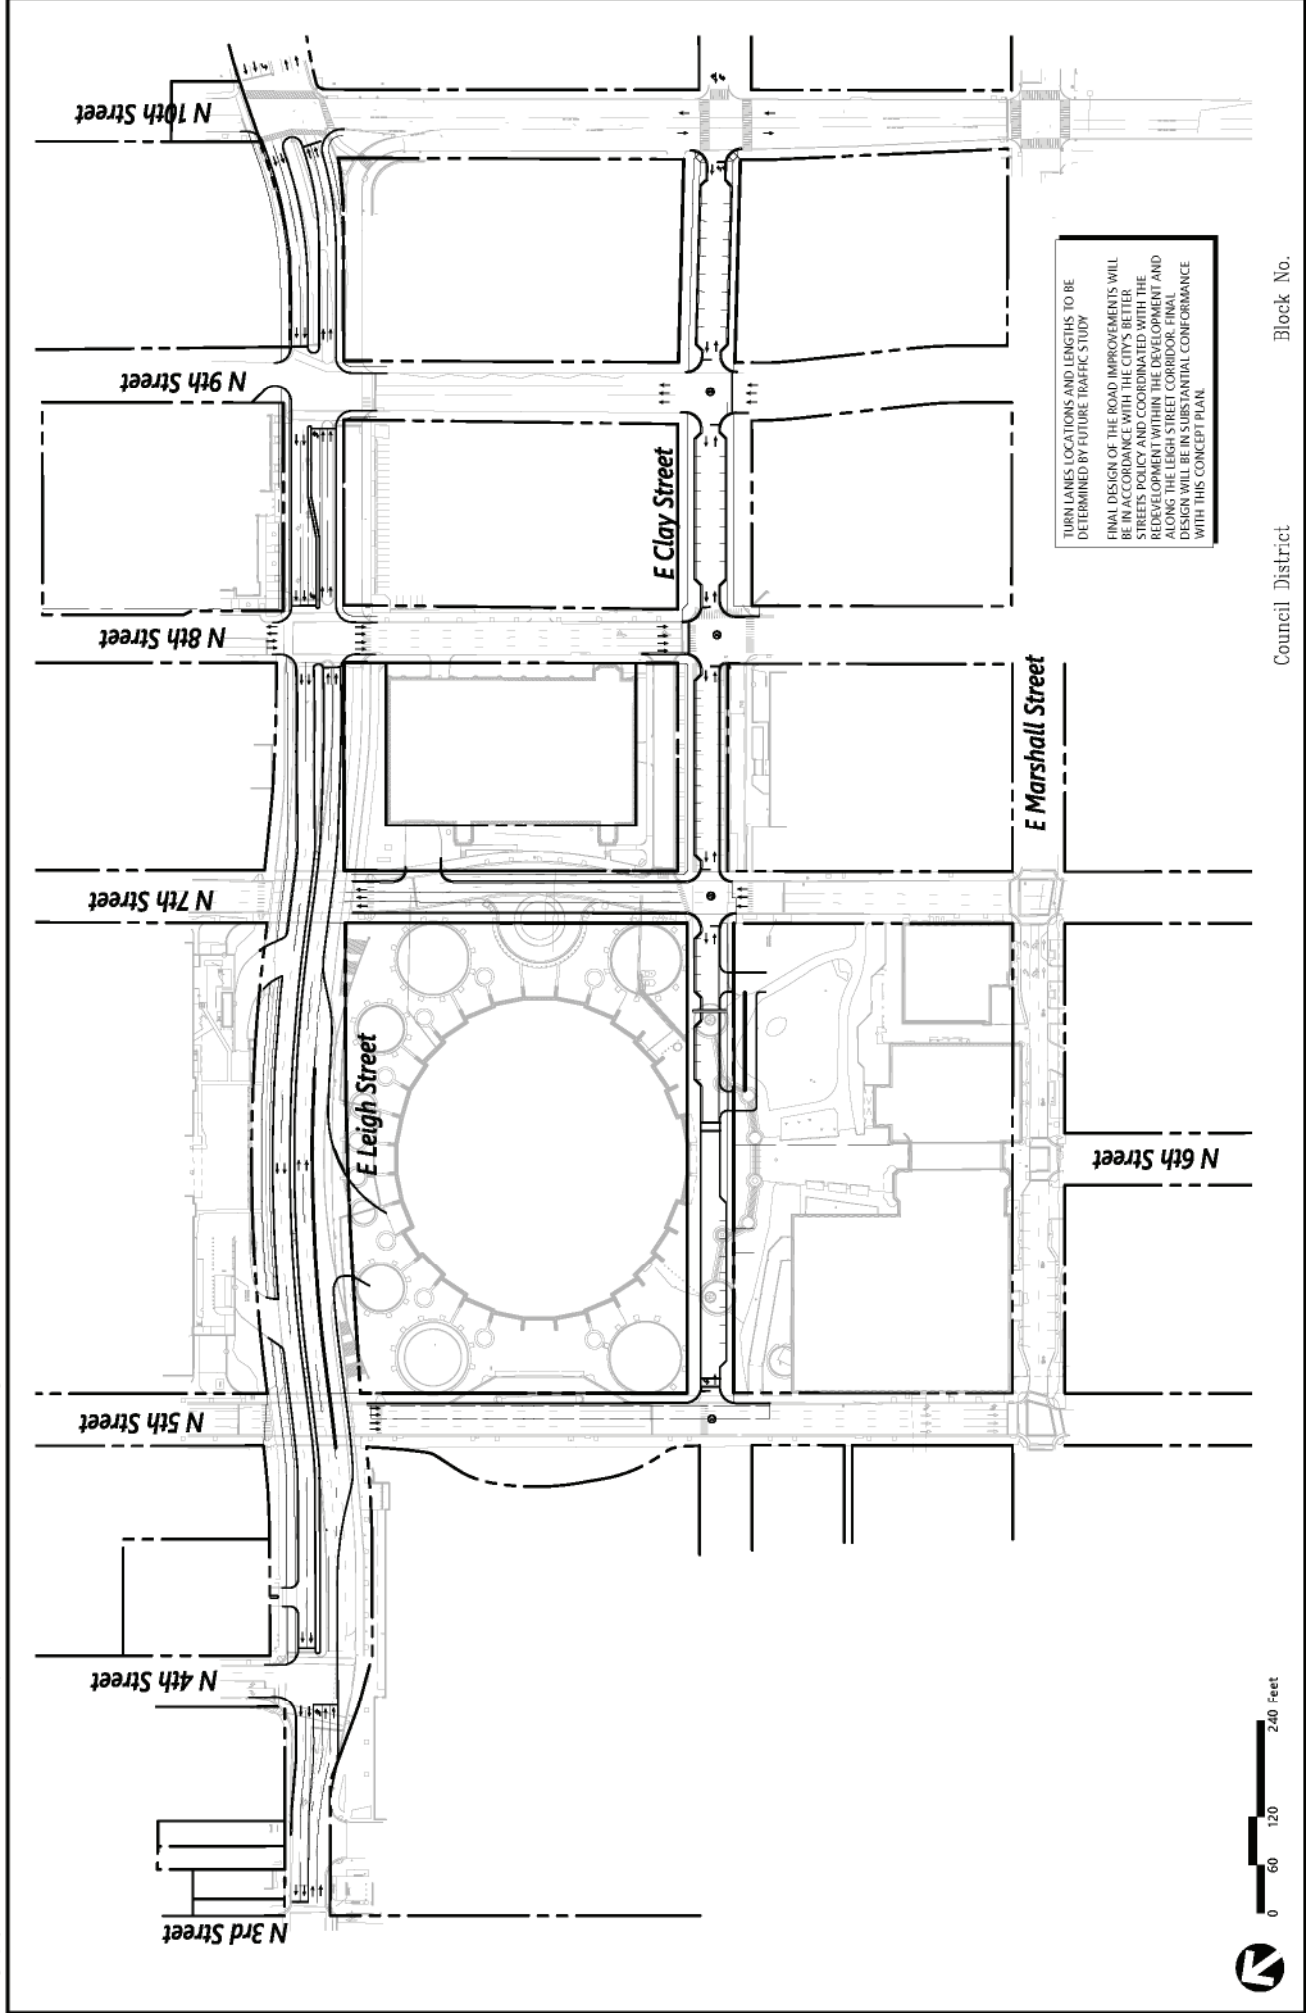 N 10th Street
N 9th Street
N 8th Street
N 7th Street
N 5th Street
N 4th Street
N 3rd Street
E Leigh Street
E Clay Street
E Marshall Street
N 6th Street
TURN LANES LOCATIONS AND LENGTHS TO BE
DETERMINED BY FUTURE TRAFFIC STUDY
FINAL DESIGN OF THE ROAD IMPROVEMENTS WILL
BE IN ACCORDANCE WITH THE CITY'S BETTER
STREETS POLICY AND COORDINATED WITH THE
REDEVELOPMENT WITHIN THE DEVELOPMENT AND
ALONG THE LEIGH STREET CORRIDOR. FINAL
DESIGN WILL BE IN SUBSTANTIAL CONFORMANCE
WITH THIS CONCEPT PLAN.
Council District Block No.
0 60 120 240 Feet